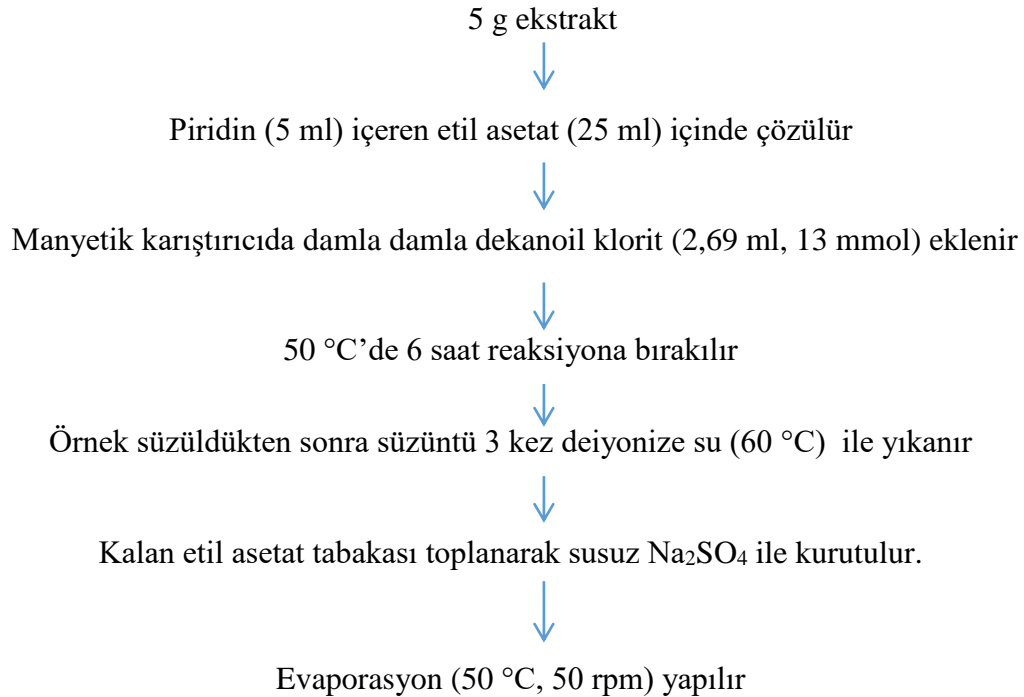 5 g ekstrakt
Piridin (5 ml) içeren etil asetat (25 ml) içinde çözülür
Manyetik karıştırıcıda damla damla dekanoil klorit (2,69 ml, 13 mmol) eklenir
50 °C’de 6 saat reaksiyona bırakılır
Örnek süzüldükten sonra süzüntü 3 kez deiyonize su (60 °C) ile yıkanır
Kalan etil asetat tabakası toplanarak susuz Na₂SO₄ ile kurutulur.
Evaporasyon (50 °C, 50 rpm) yapılır